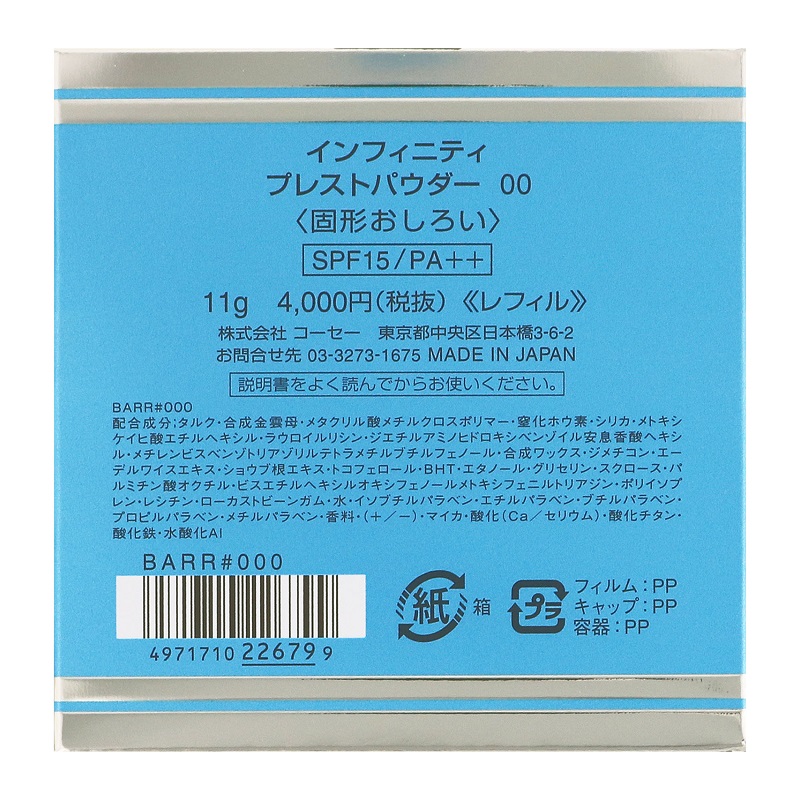 インフィニティ
プレストパウダー 00
〈固形おしろい〉
SPF15/PA++
11g 4,000円(税抜)《レフィル》
株式会社 コーセー 東京都中央区日本橋3-6-2
お問合せ先 03-3273-1675 MADE IN JAPAN
説明書をよく読んでからお使いください。
BARR#000
配合成分:タルク・合成金雲母・メタクリル酸メチルクロスポリマー・窒化ホウ素・シリカ・メトキシ
ケイヒ酸エチルヘキシル・ラウロイルリシン・ジエチルアミノヒドロキシベンゾイル安息香酸ヘキシ
ル・メチレンビスベンゾトリアゾリルテトラメチルブチルフェノール・合成ワックス・ジメチコン・エー
デルワイスエキス・ショウブ根エキス・トコフェロール・BHT・エタノール・グリセリン・スクロース・パ
ルミチン酸オクチル・ビスエチルヘキシルオキシフェノールメトキシフェニルトリアジン・ポリイソプ
レン・レシチン・ローカストビーンガム・水・イソブチルパラベン・エチルパラベン・ブチルパラベン・
プロピルパラベン・メチルパラベン・香料・(+/-)・マイカ・酸化(Ca/セリウム)・酸化チタン・
酸化鉄・水酸化Al
BARR#000
4971710 226799
紙 箱
プラ
フィルム:PP
キャップ:PP
容器:PP